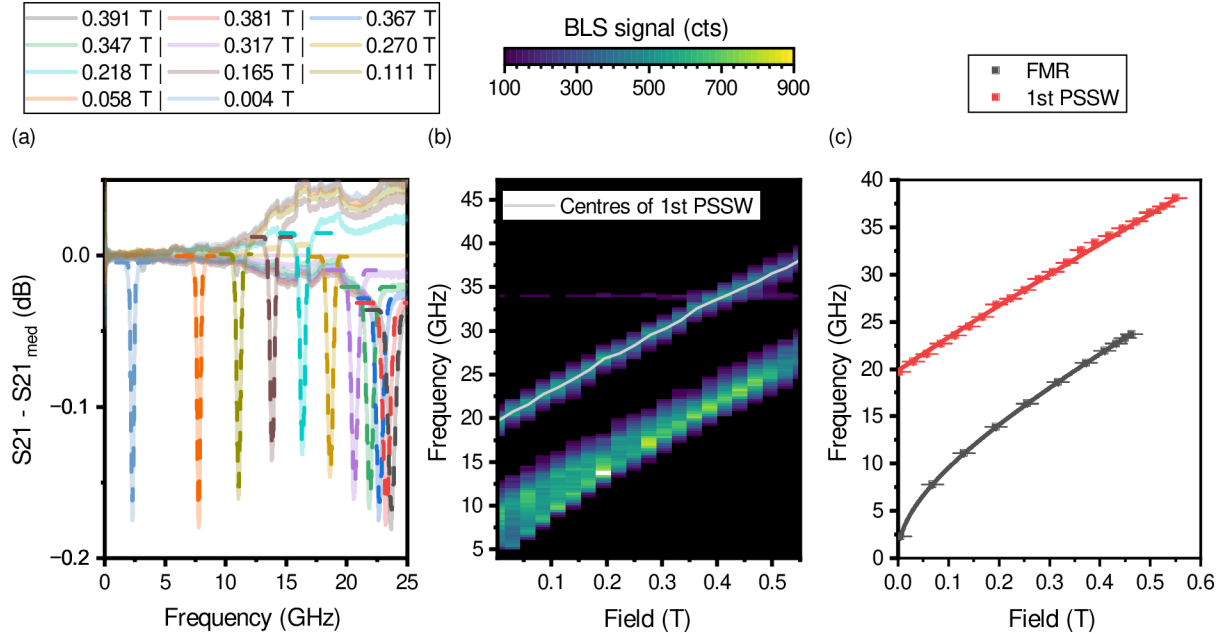 0.391 T | 0.381 T | 0.367 T
0.347 T | 0.317 T | 0.270 T
0.218 T | 0.165 T | 0.111 T
0.058 T | 0.004 T
BLS signal (cts)
100 300 500 700 900
FMR
1st PSSW
(a)
(b)
(c)
0.0
−0.1
−0.2
S21 - S21 med (dB)
0 5 10 15 20 25
Frequency (GHz)
Centres of 1st PSSW
45
40
35
30
25
20
15
10
5
Frequency (GHz)
0.1 0.2 0.3 0.4 0.5
Field (T)
40
35
30
25
20
15
10
5
0
Frequency (GHz)
0.0 0.1 0.2 0.3 0.4 0.5 0.6
Field (T)